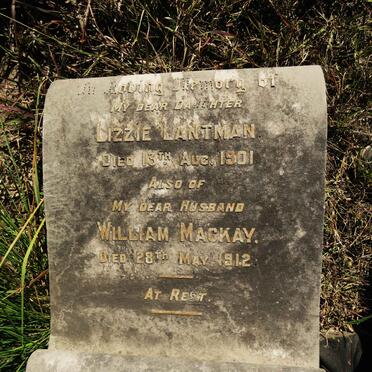 In Loving Memory of
My Dear Daughter
Lizzie Lantman
Died 13th Aug. 1901
Also of
My Dear Husband
William Mackay.
Died 28th May 1912
At Rest